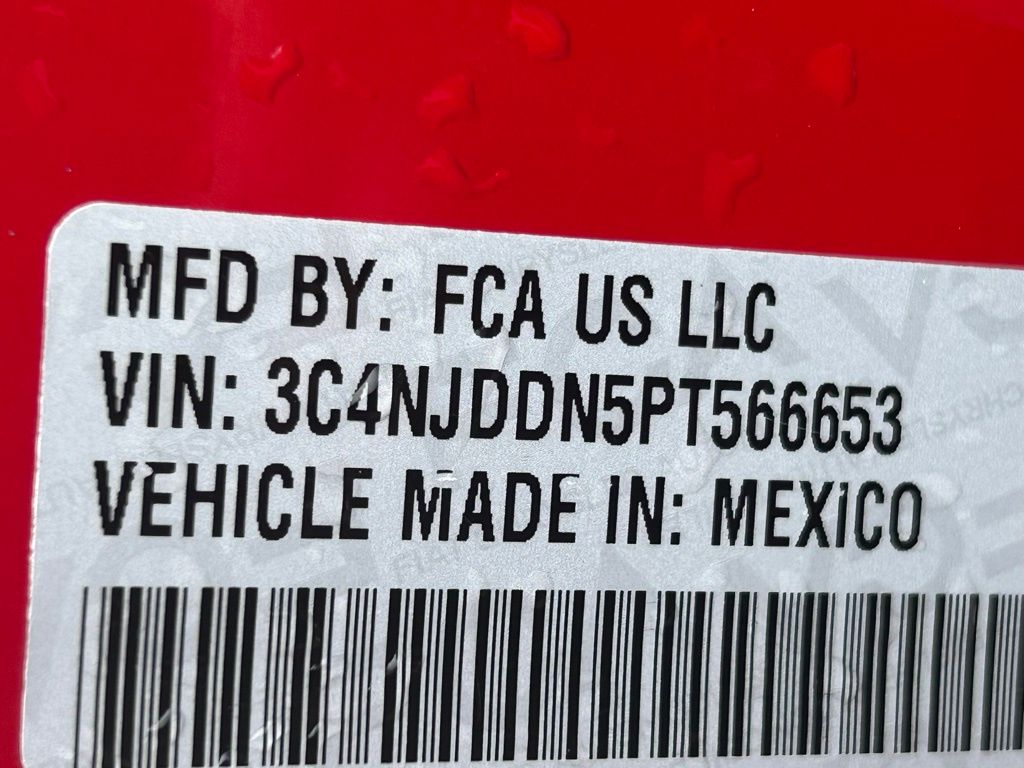 MFD BY: FCA US LLC
VIN: 3C4NJDDN5PT566653
VEHICLE MADE IN: MEXICO